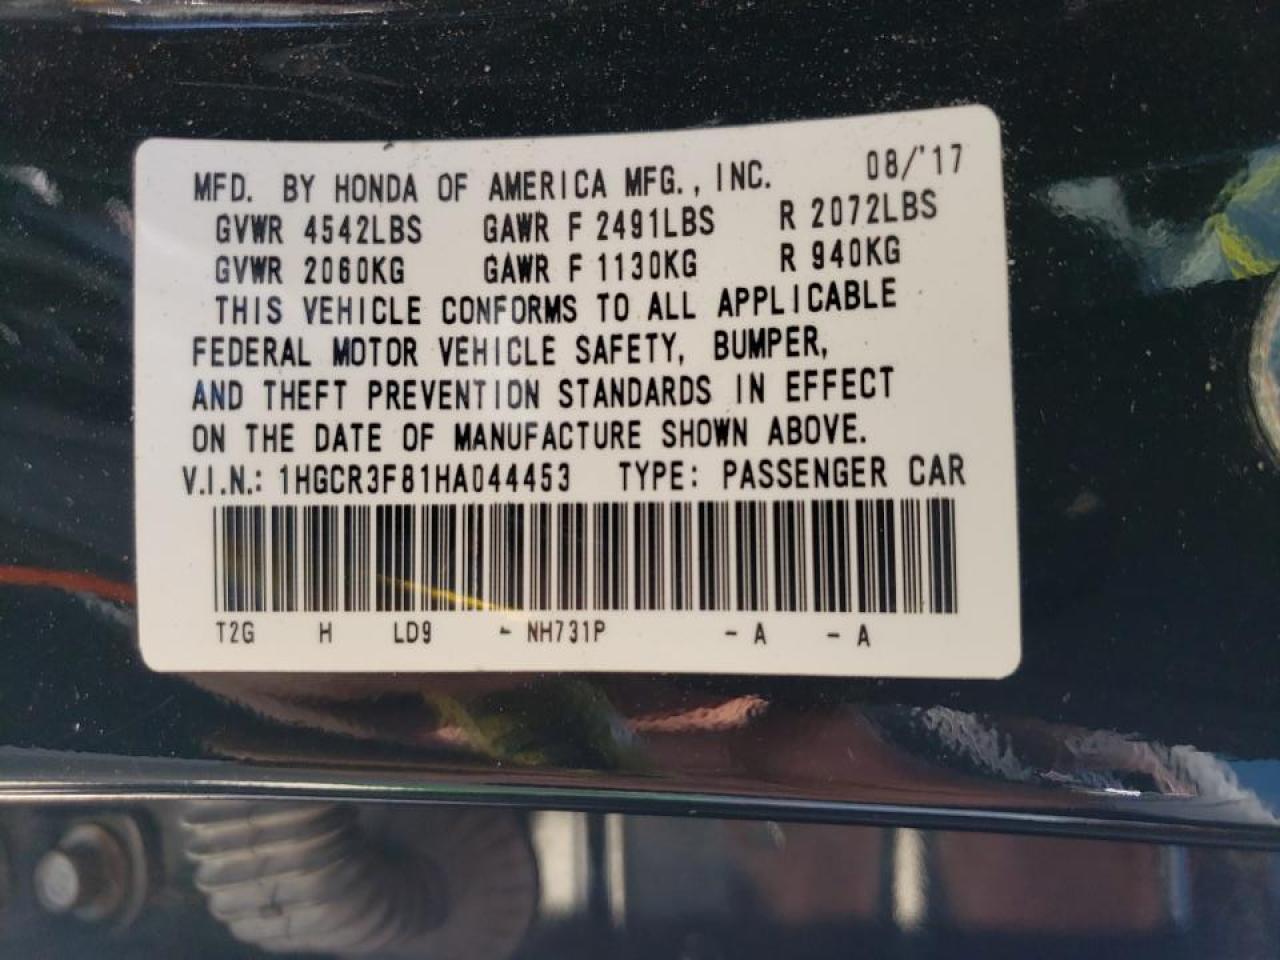 MFD. BY HONDA OF AMERICA MFG., INC. 08/'17
GVWR 4542LBS GAWR F 2491LBS R 2072LBS
GVWR 2060KG GAWR F 1130KG R 940KG
THIS VEHICLE CONFORMS TO ALL APPLICABLE
FEDERAL MOTOR VEHICLE SAFETY, BUMPER,
AND THEFT PREVENTION STANDARDS IN EFFECT
ON THE DATE OF MANUFACTURE SHOWN ABOVE.
V.I.N.: 1HGCR3F81HA044453 TYPE: PASSENGER CAR
T2G H LD9 - NH731P - A - A